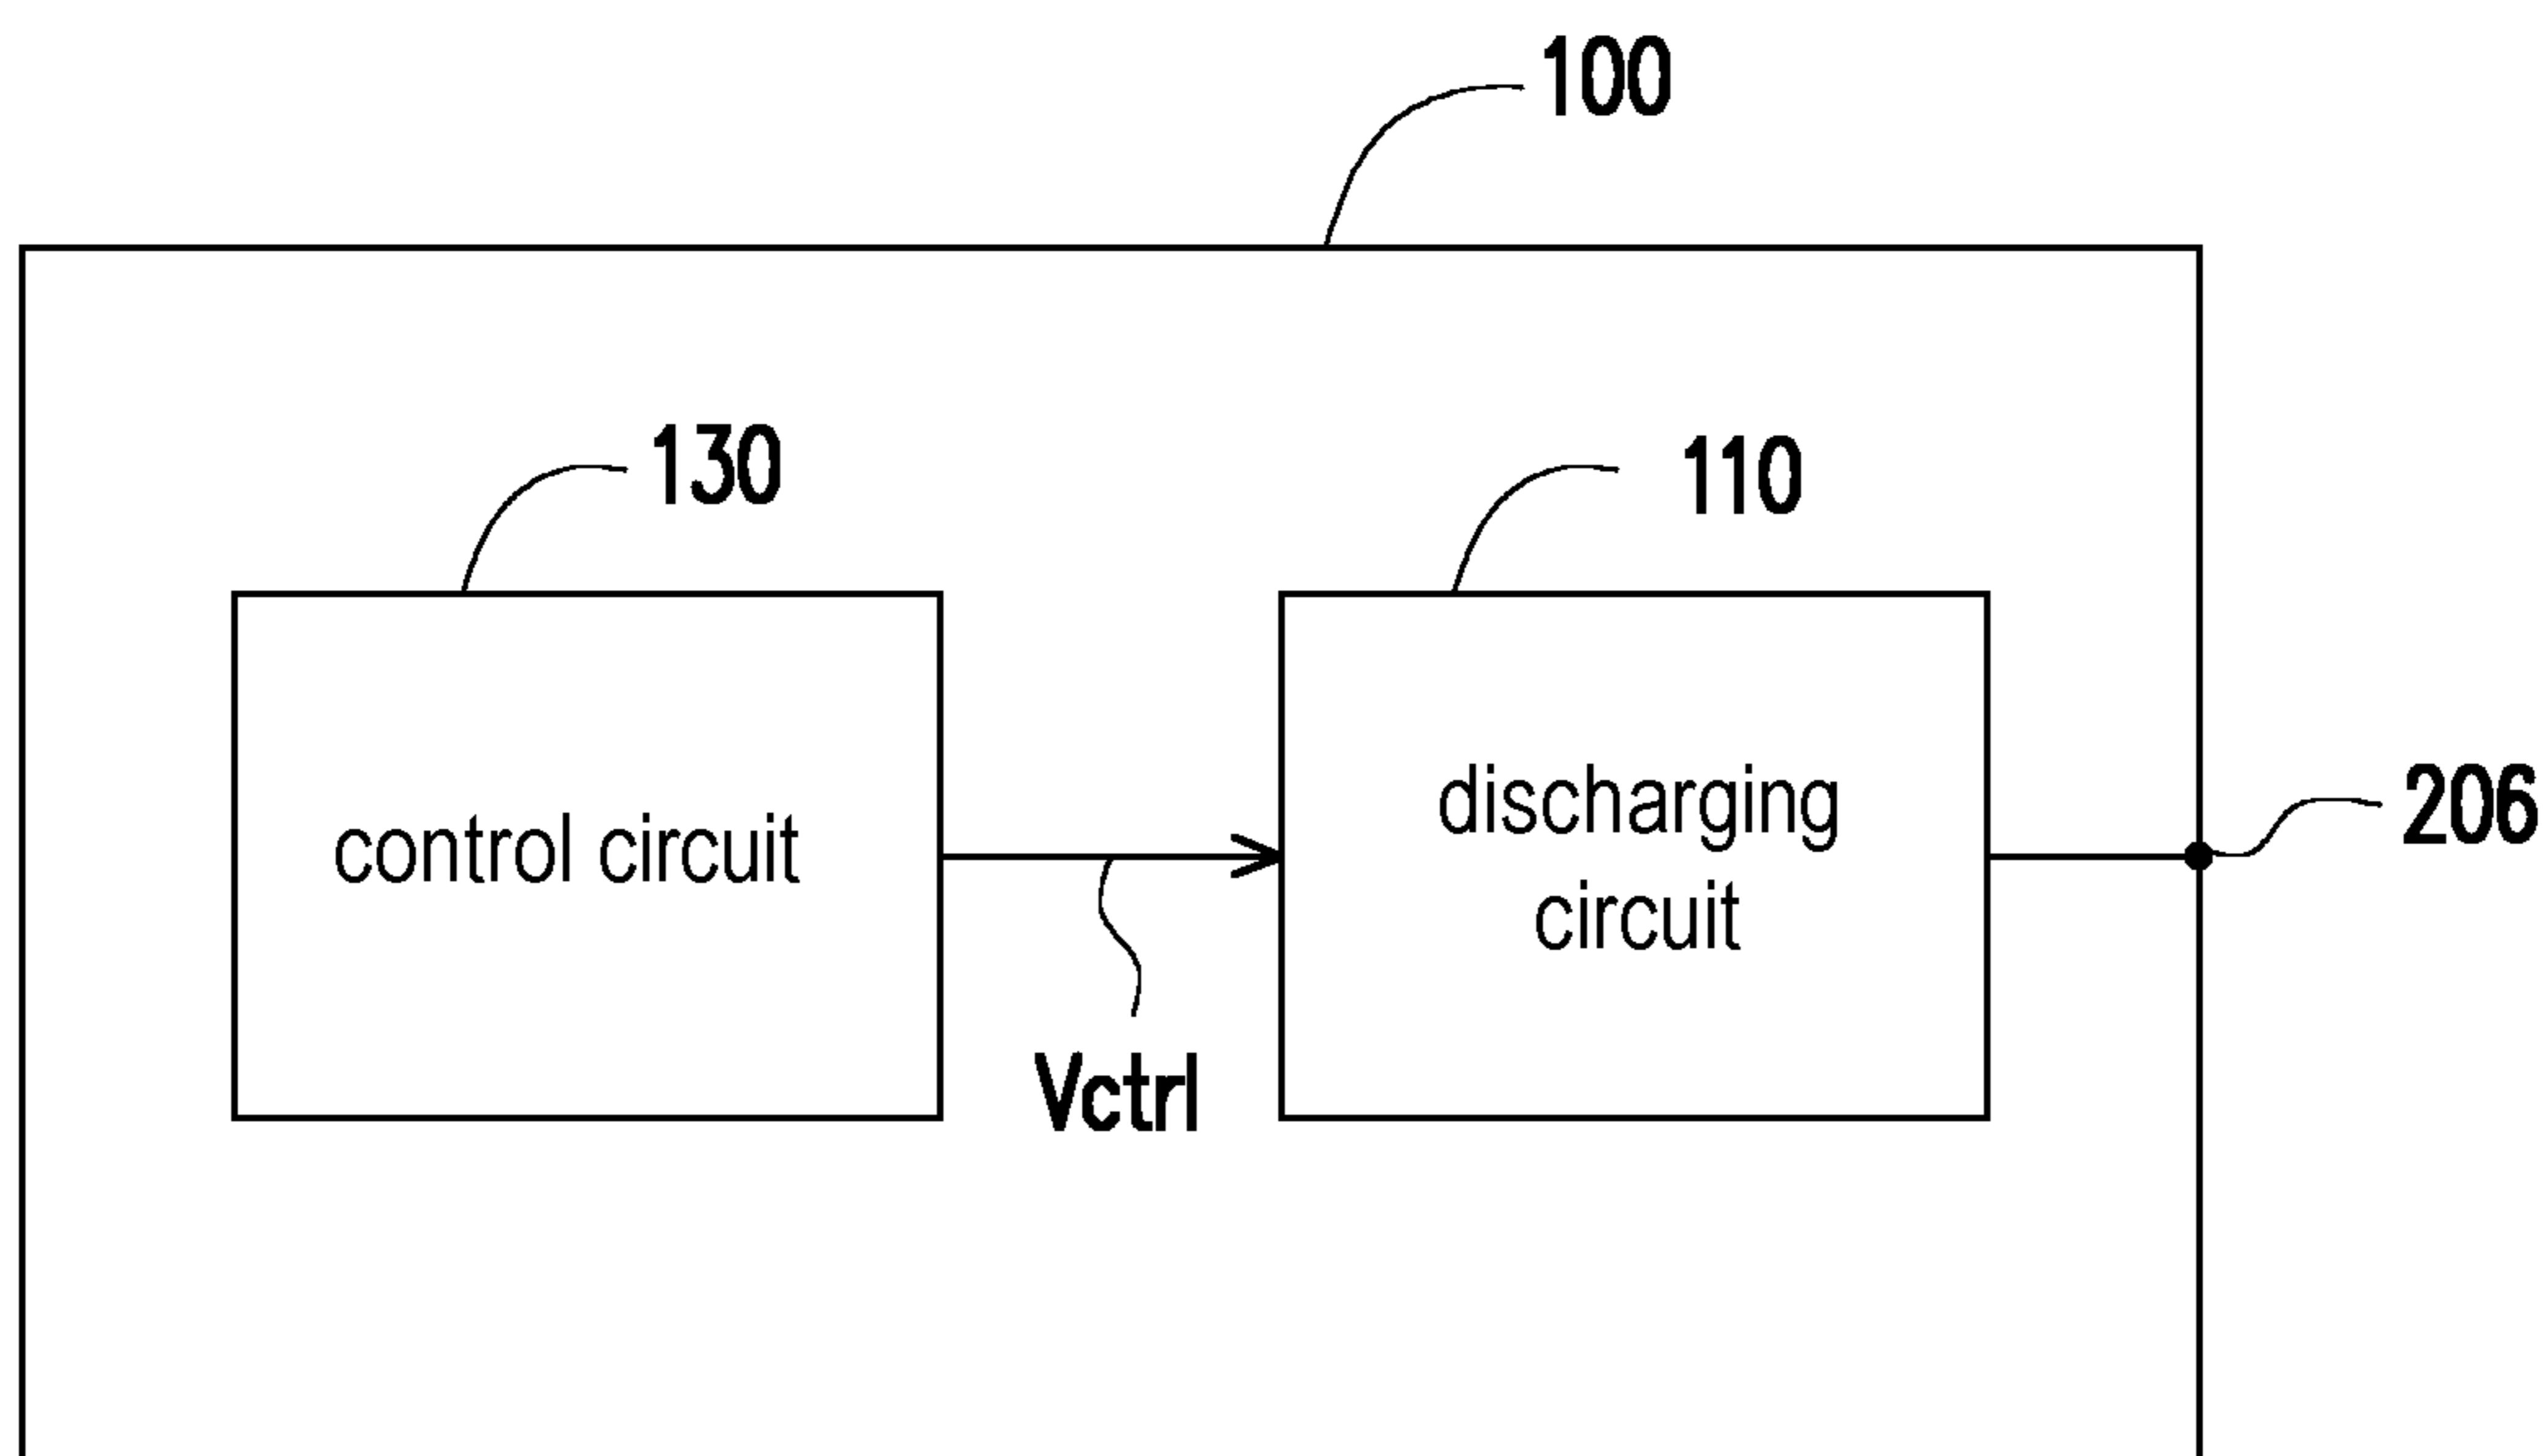 100
130
110
control circuit
discharging
circuit
206
Vctrl